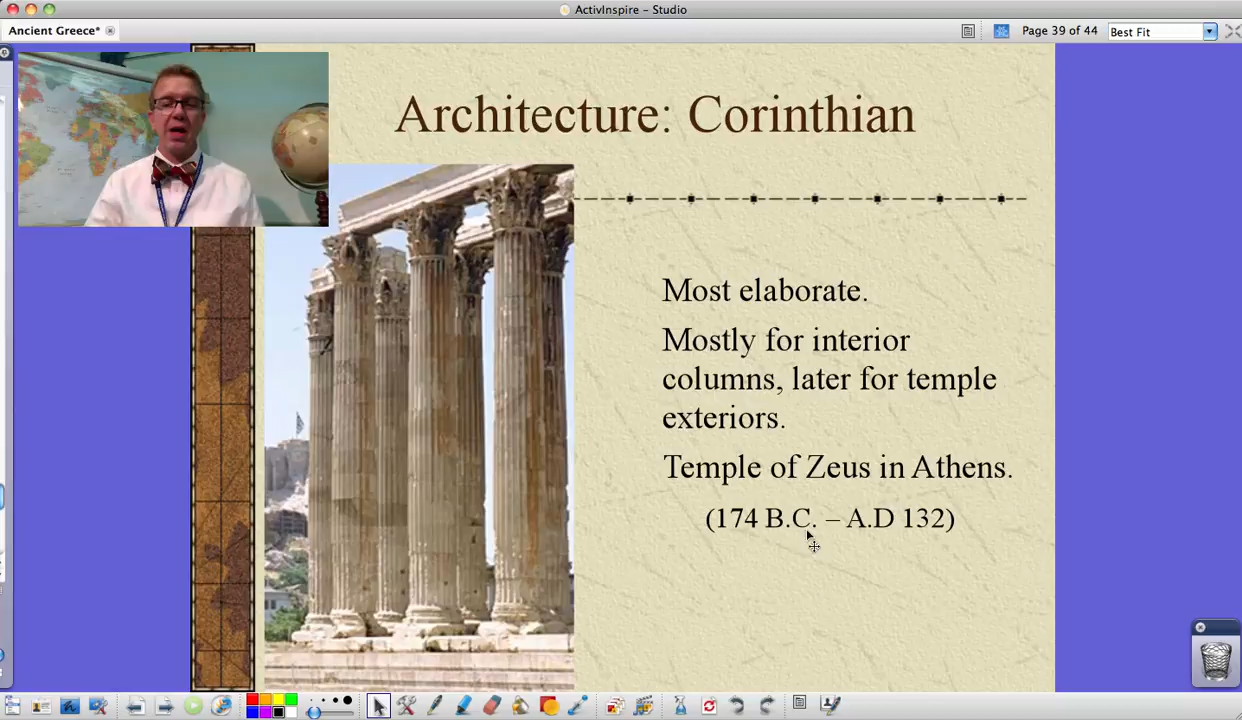 ActivInspire – Studio
Ancient Greece*
Page 39 of 44
Best Fit
Architecture: Corinthian
Most elaborate.
Mostly for interior
columns, later for temple
exteriors.
Temple of Zeus in Athens.
(174 B.C. – A.D 132)